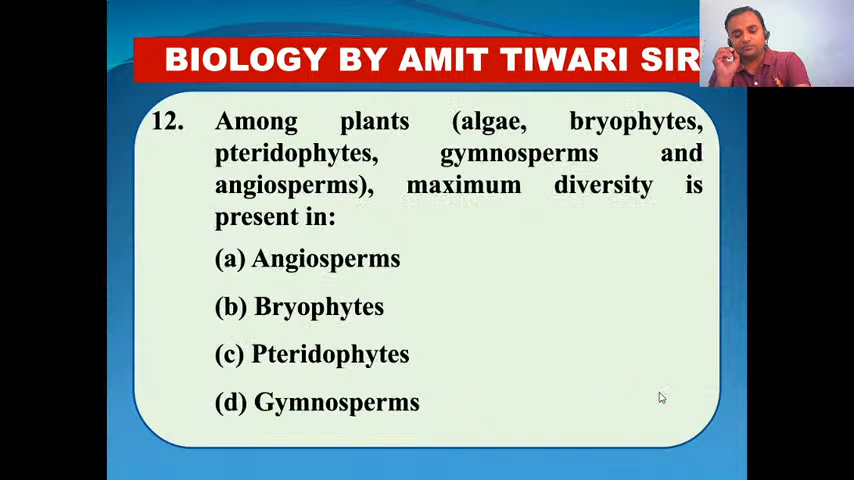 BIOLOGY BY AMIT TIWARI SIR
12. Among plants (algae, bryophytes,
pteridophytes, gymnosperms and
angiosperms), maximum diversity is
present in:
(a) Angiosperms
(b) Bryophytes
(c) Pteridophytes
(d) Gymnosperms